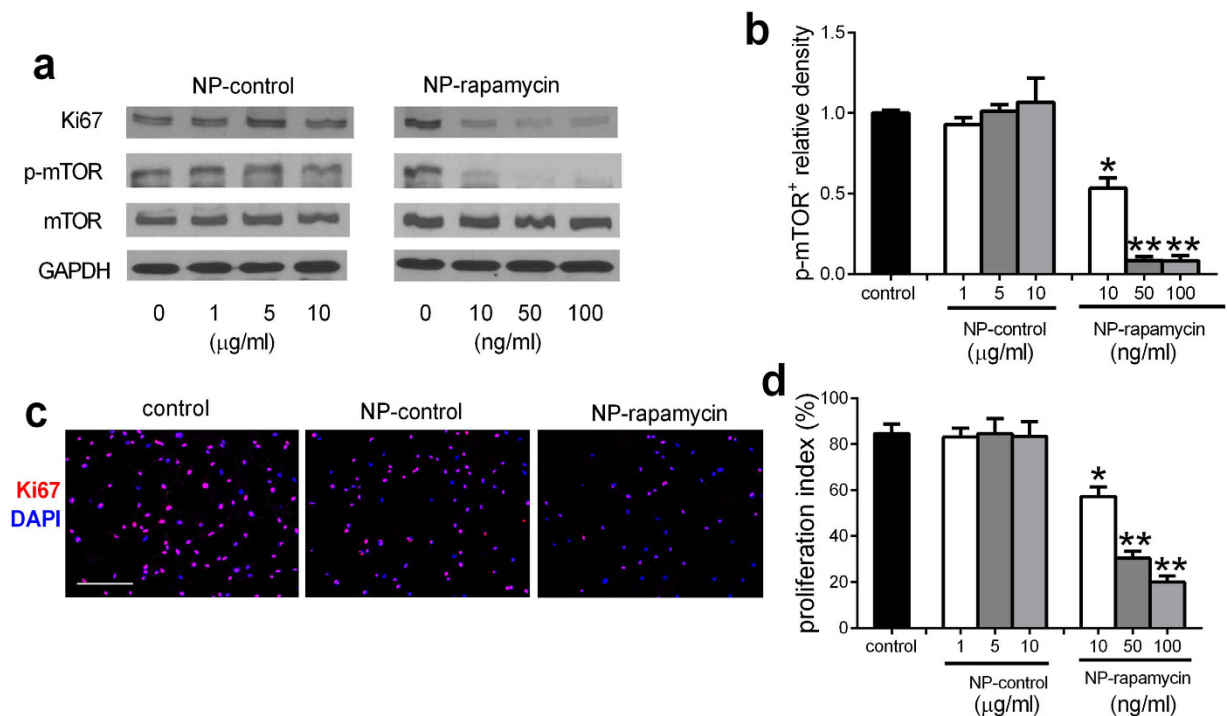 a
NP-control NP-rapamycin
Ki67
p-mTOR
mTOR
GAPDH
0 1 5 10 0 10 50 100
(μg/ml) (ng/ml)
b
p-mTOR⁺ relative density
1.5
1.0
0.5
0.0
*
** **
control 1 5 10 10 50 100
NP-control NP-rapamycin
(μg/ml) (ng/ml)
c
control NP-control NP-rapamycin
Ki67
DAPI
d
proliferation index (%)
100
80
60
40
20
0
*
**
**
control 1 5 10 10 50 100
NP-control NP-rapamycin
(μg/ml) (ng/ml)